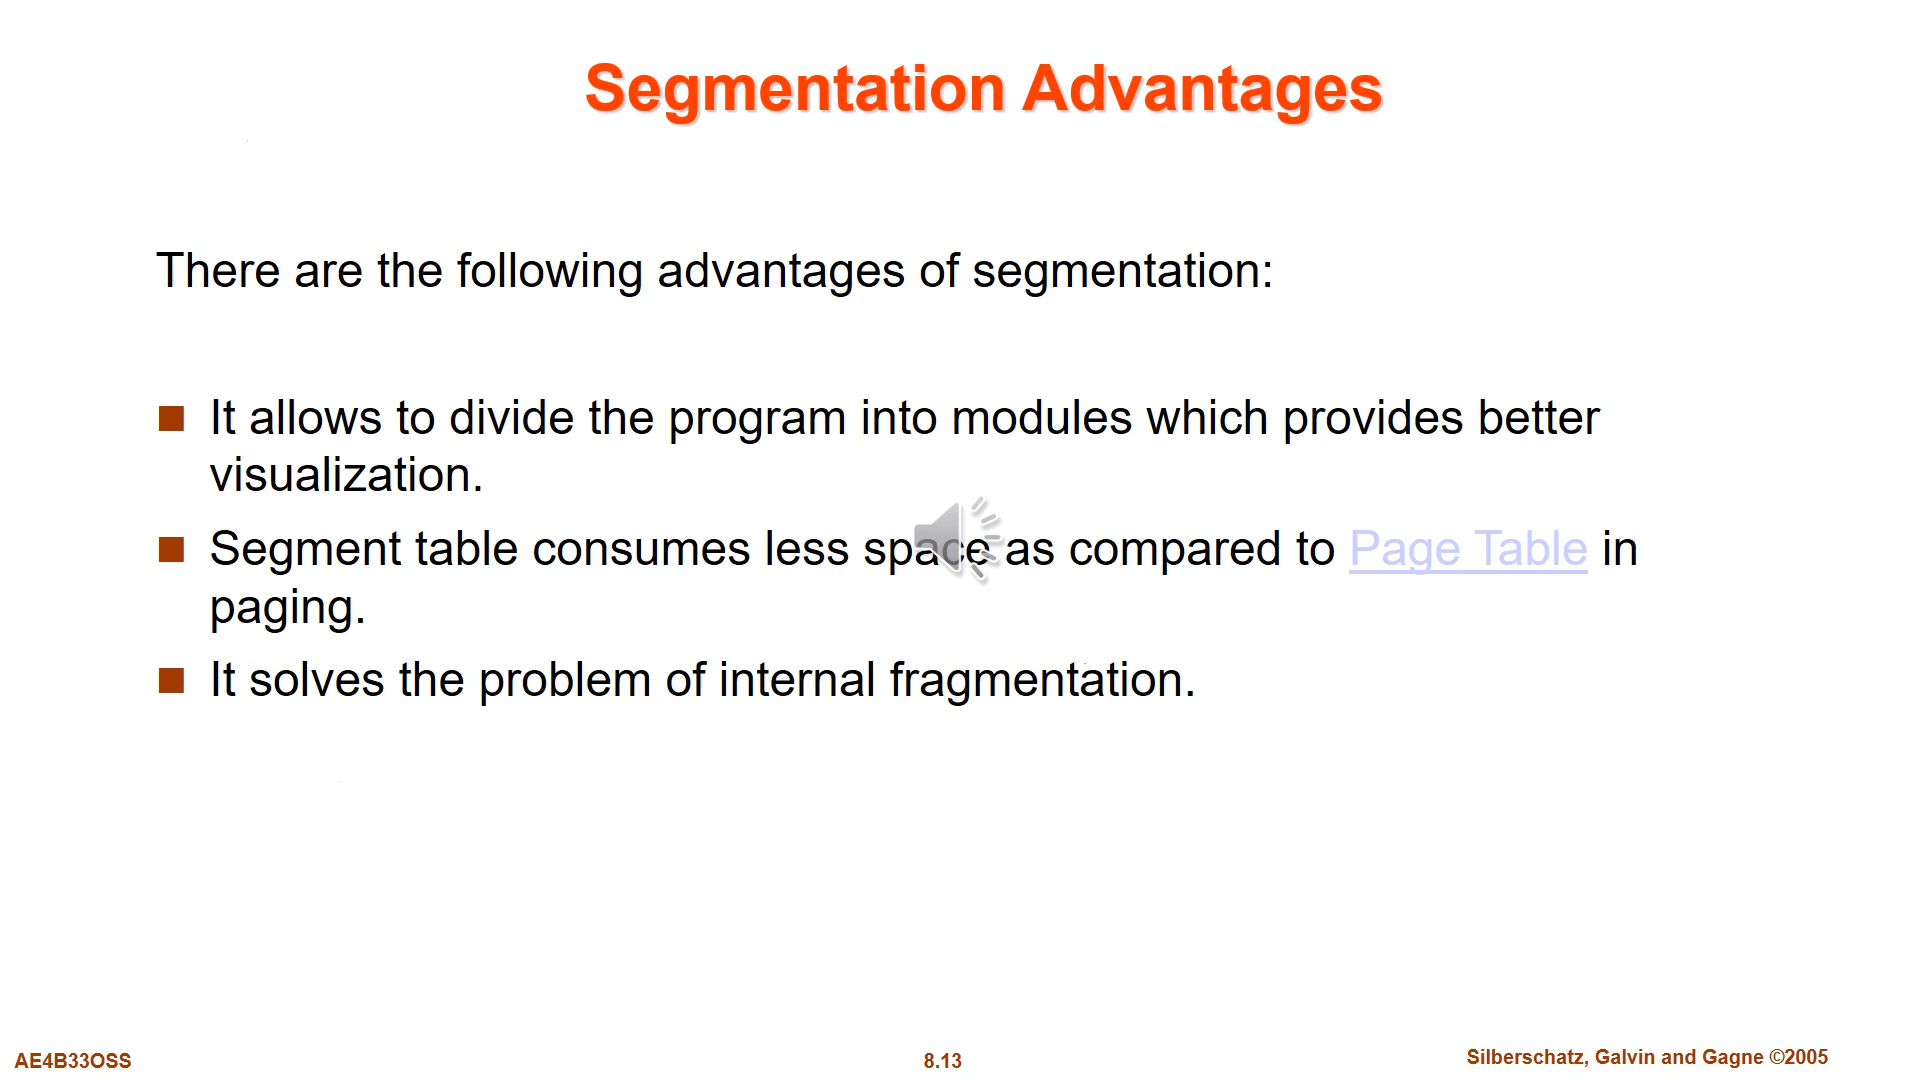 Segmentation Advantages
There are the following advantages of segmentation:
It allows to divide the program into modules which provides better
visualization.
Segment table consumes less space as compared to Page Table in
paging.
It solves the problem of internal fragmentation.
AE4B33OSS
8.13
Silberschatz, Galvin and Gagne ©2005